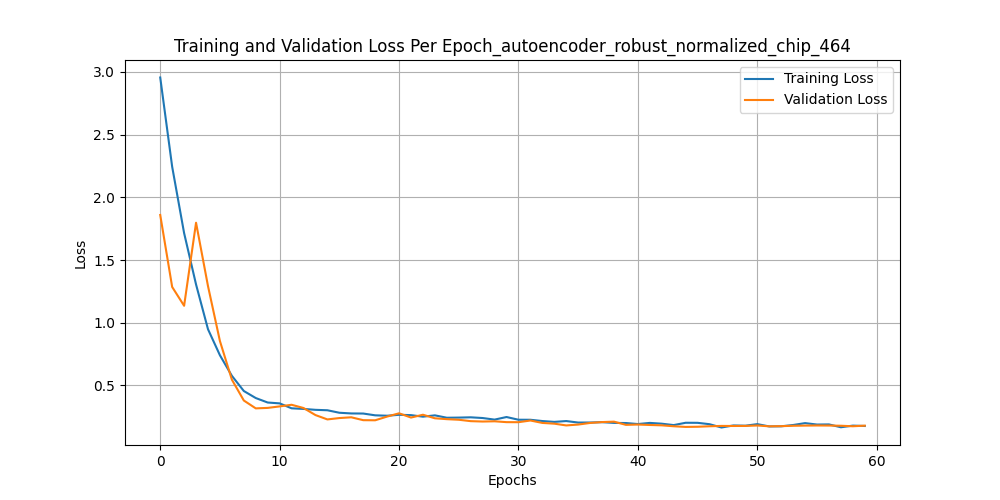 Training and Validation Loss Per Epoch_autoencoder_robust_normalized_chip_464
Training Loss
Validation Loss
Loss
3.0
2.5
2.0
1.5
1.0
0.5
0 10 20 30 40 50 60
Epochs